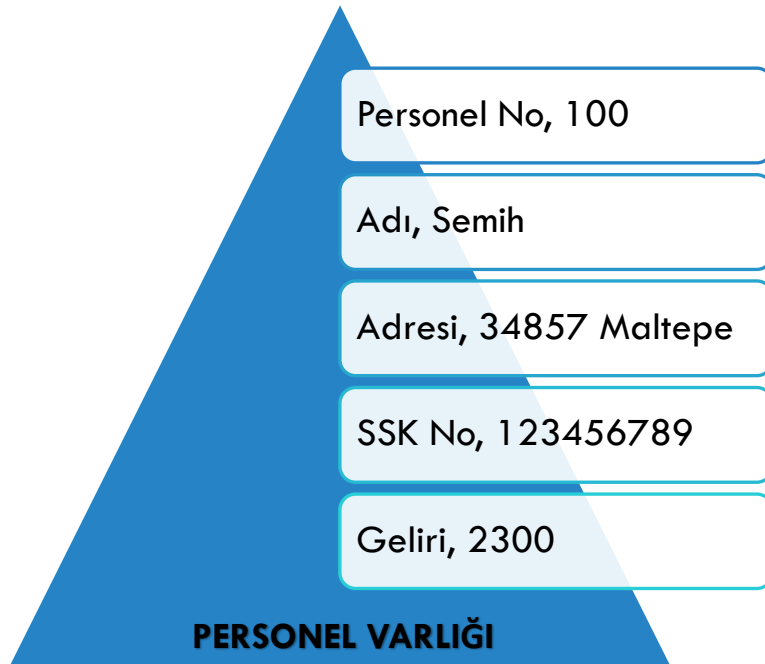 Personel No, 100
Adı, Semih
Adresi, 34857 Maltepe
SSK No, 123456789
Geliri, 2300
PERSONEL VARLIĞI